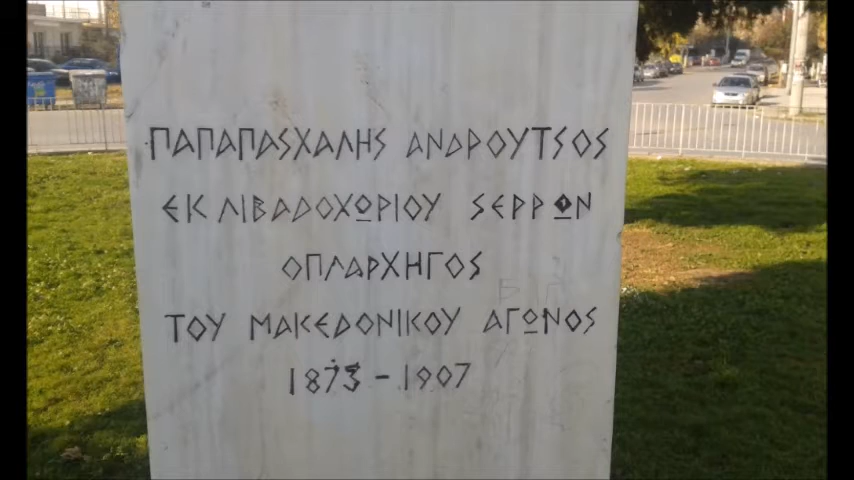 ΠΑΠΑΠΑΣΧΑΛΗΣ ΑΝΔΡΟΥΤΣΟΣ
ΕΚ ΛΙΒΑΔΟΧΩΡΙΟΥ ΣΕΡΡΩΝ
ΟΠΛΑΡΧΗΓΟΣ
ΤΟΥ ΜΑΚΕΔΟΝΙΚΟΥ ΑΓΩΝΟΣ
1873 - 1907